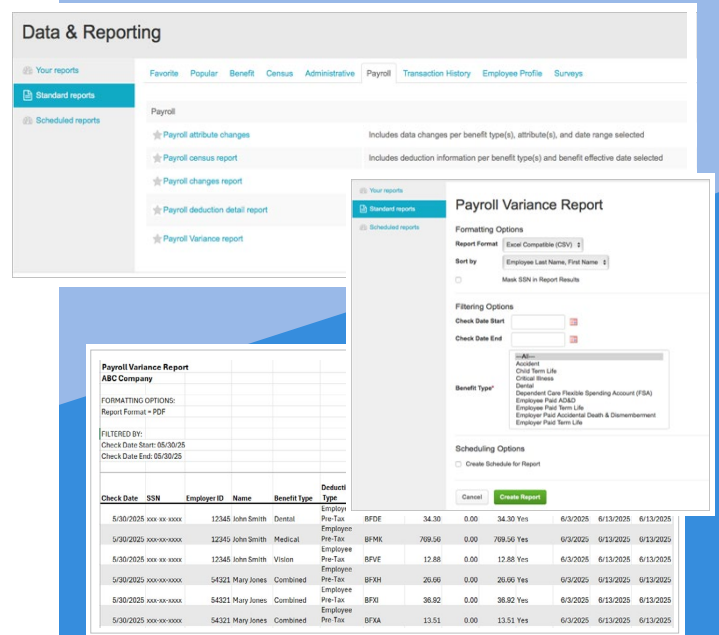 Data & Reporting
Your reports
Standard reports
Scheduled reports
Favorite Popular Benefit Census Administrative Payroll Transaction History Employee Profile Surveys
Payroll
Payroll attribute changes Includes data changes per benefit type(s), attribute(s), and date range selected
Payroll census report Includes deduction information per benefit type(s) and benefit effective date selected
Payroll changes report
Payroll deduction detail report
Payroll Variance report
Your reports
Standard reports
Scheduled reports
Payroll Variance Report
Formatting Options
Report Format Excel Compatible (CSV)
Sort by Employee Last Name, First Name
Mask SSN in Report Results
Filtering Options
Check Date Start
Check Date End
Benefit Type*
---All---
Accident
Child Term Life
Critical Illness
Dental
Dependent Care Flexible Spending Account (FSA)
Employee Paid AD&D
Employee Paid Term Life
Employer Paid Accidental Death & Dismemberment
Employer Paid Term Life
Scheduling Options
Create Schedule for Report
Cancel Create Report
Payroll Variance Report
ABC Company
FORMATTING OPTIONS:
Report Format = PDF
FILTERED BY:
Check Date Start: 05/30/25
Check Date End: 05/30/25
Deducti
Check Date SSN Employer ID Name Benefit Type Type
Employe
5/30/2025 xxx-xx-xxxx 12345 John Smith Dental Pre-Tax BFDE 34.30 0.00 34.30 Yes 6/3/2025 6/13/2025 6/13/2025
Employee
5/30/2025 xxx-xx-xxxx 12345 John Smith Medical Pre-Tax BFMK 769.56 0.00 769.56 Yes 6/3/2025 6/13/2025 6/13/2025
Employee
5/30/2025 xxx-xx-xxxx 12345 John Smith Vision Pre-Tax BFVE 12.88 0.00 12.88 Yes 6/3/2025 6/13/2025 6/13/2025
Employee
5/30/2025 xxx-xx-xxxx 54321 Mary Jones Combined Pre-Tax BFXH 26.66 0.00 26.66 Yes 6/3/2025 6/13/2025 6/13/2025
Employee
5/30/2025 xxx-xx-xxxx 54321 Mary Jones Combined Pre-Tax BFXI 36.92 0.00 36.92 Yes 6/3/2025 6/13/2025 6/13/2025
Employee
5/30/2025 xxx-xx-xxxx 54321 Mary Jones Combined Pre-Tax BFXA 13.51 0.00 13.51 Yes 6/3/2025 6/13/2025 6/13/2025